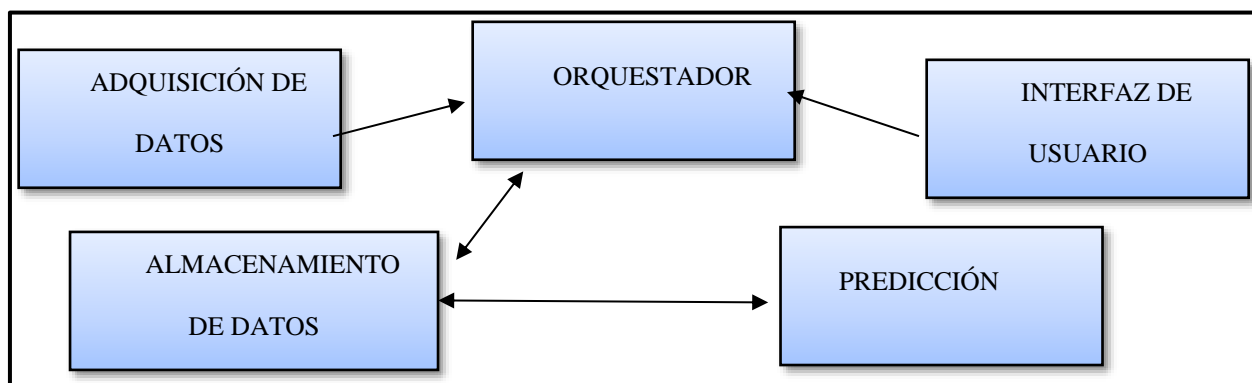 ADQUISICIÓN DE
DATOS
ORQUESTADOR
INTERFAZ DE
USUARIO
ALMACENAMIENTO
DE DATOS
PREDICCIÓN